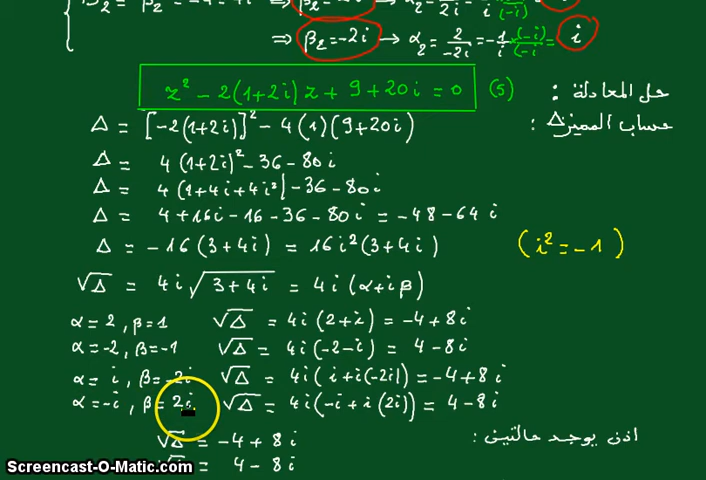 ⇒ β₂=-2i → α₂= 2/-2i = -1/i ×(-i)/(-i) = i
حل المعادلة : (5) z² - 2(1+2i)z + 9+20i = 0
حساب المميز Δ : Δ = [-2(1+2i)]² - 4(1)(9+20i)
Δ = 4(1+2i)² - 36 - 80i
Δ = 4(1+4i+4i²) - 36 - 80i
Δ = 4+16i-16-36-80i = -48-64i
Δ = -16(3+4i) = 16i²(3+4i) (i²=-1)
√Δ = 4i√(3+4i) = 4i(α+iβ)
α=2, β=1 √Δ = 4i(2+i) = -4+8i
α=-2, β=-1 √Δ = 4i(-2-i) = 4-8i
α=i, β=-2i √Δ = 4i(i+i(-2i)) = -4+8i
α=-i, β=2i √Δ = 4i(-i+i(2i)) = 4-8i
اذن يوجد حالتين : √Δ = -4+8i
√Δ = 4-8i
Screencast-O-Matic.com